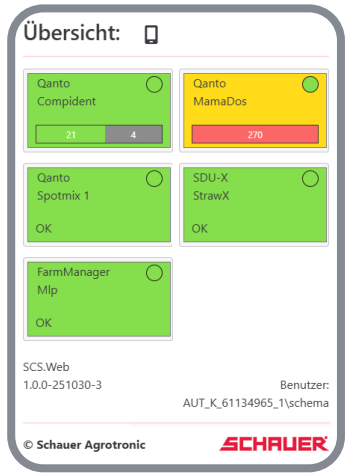 Übersicht:
Qanto
Compident
21 4
Qanto
MamaDos
270
Qanto
Spotmix 1
OK
SDU-X
StrawX
OK
FarmManager
Mlp
OK
SCS.Web
1.0.0-251030-3
Benutzer:
AUT_K_61134965_1\schema
© Schauer Agrotronic
SCHAUER